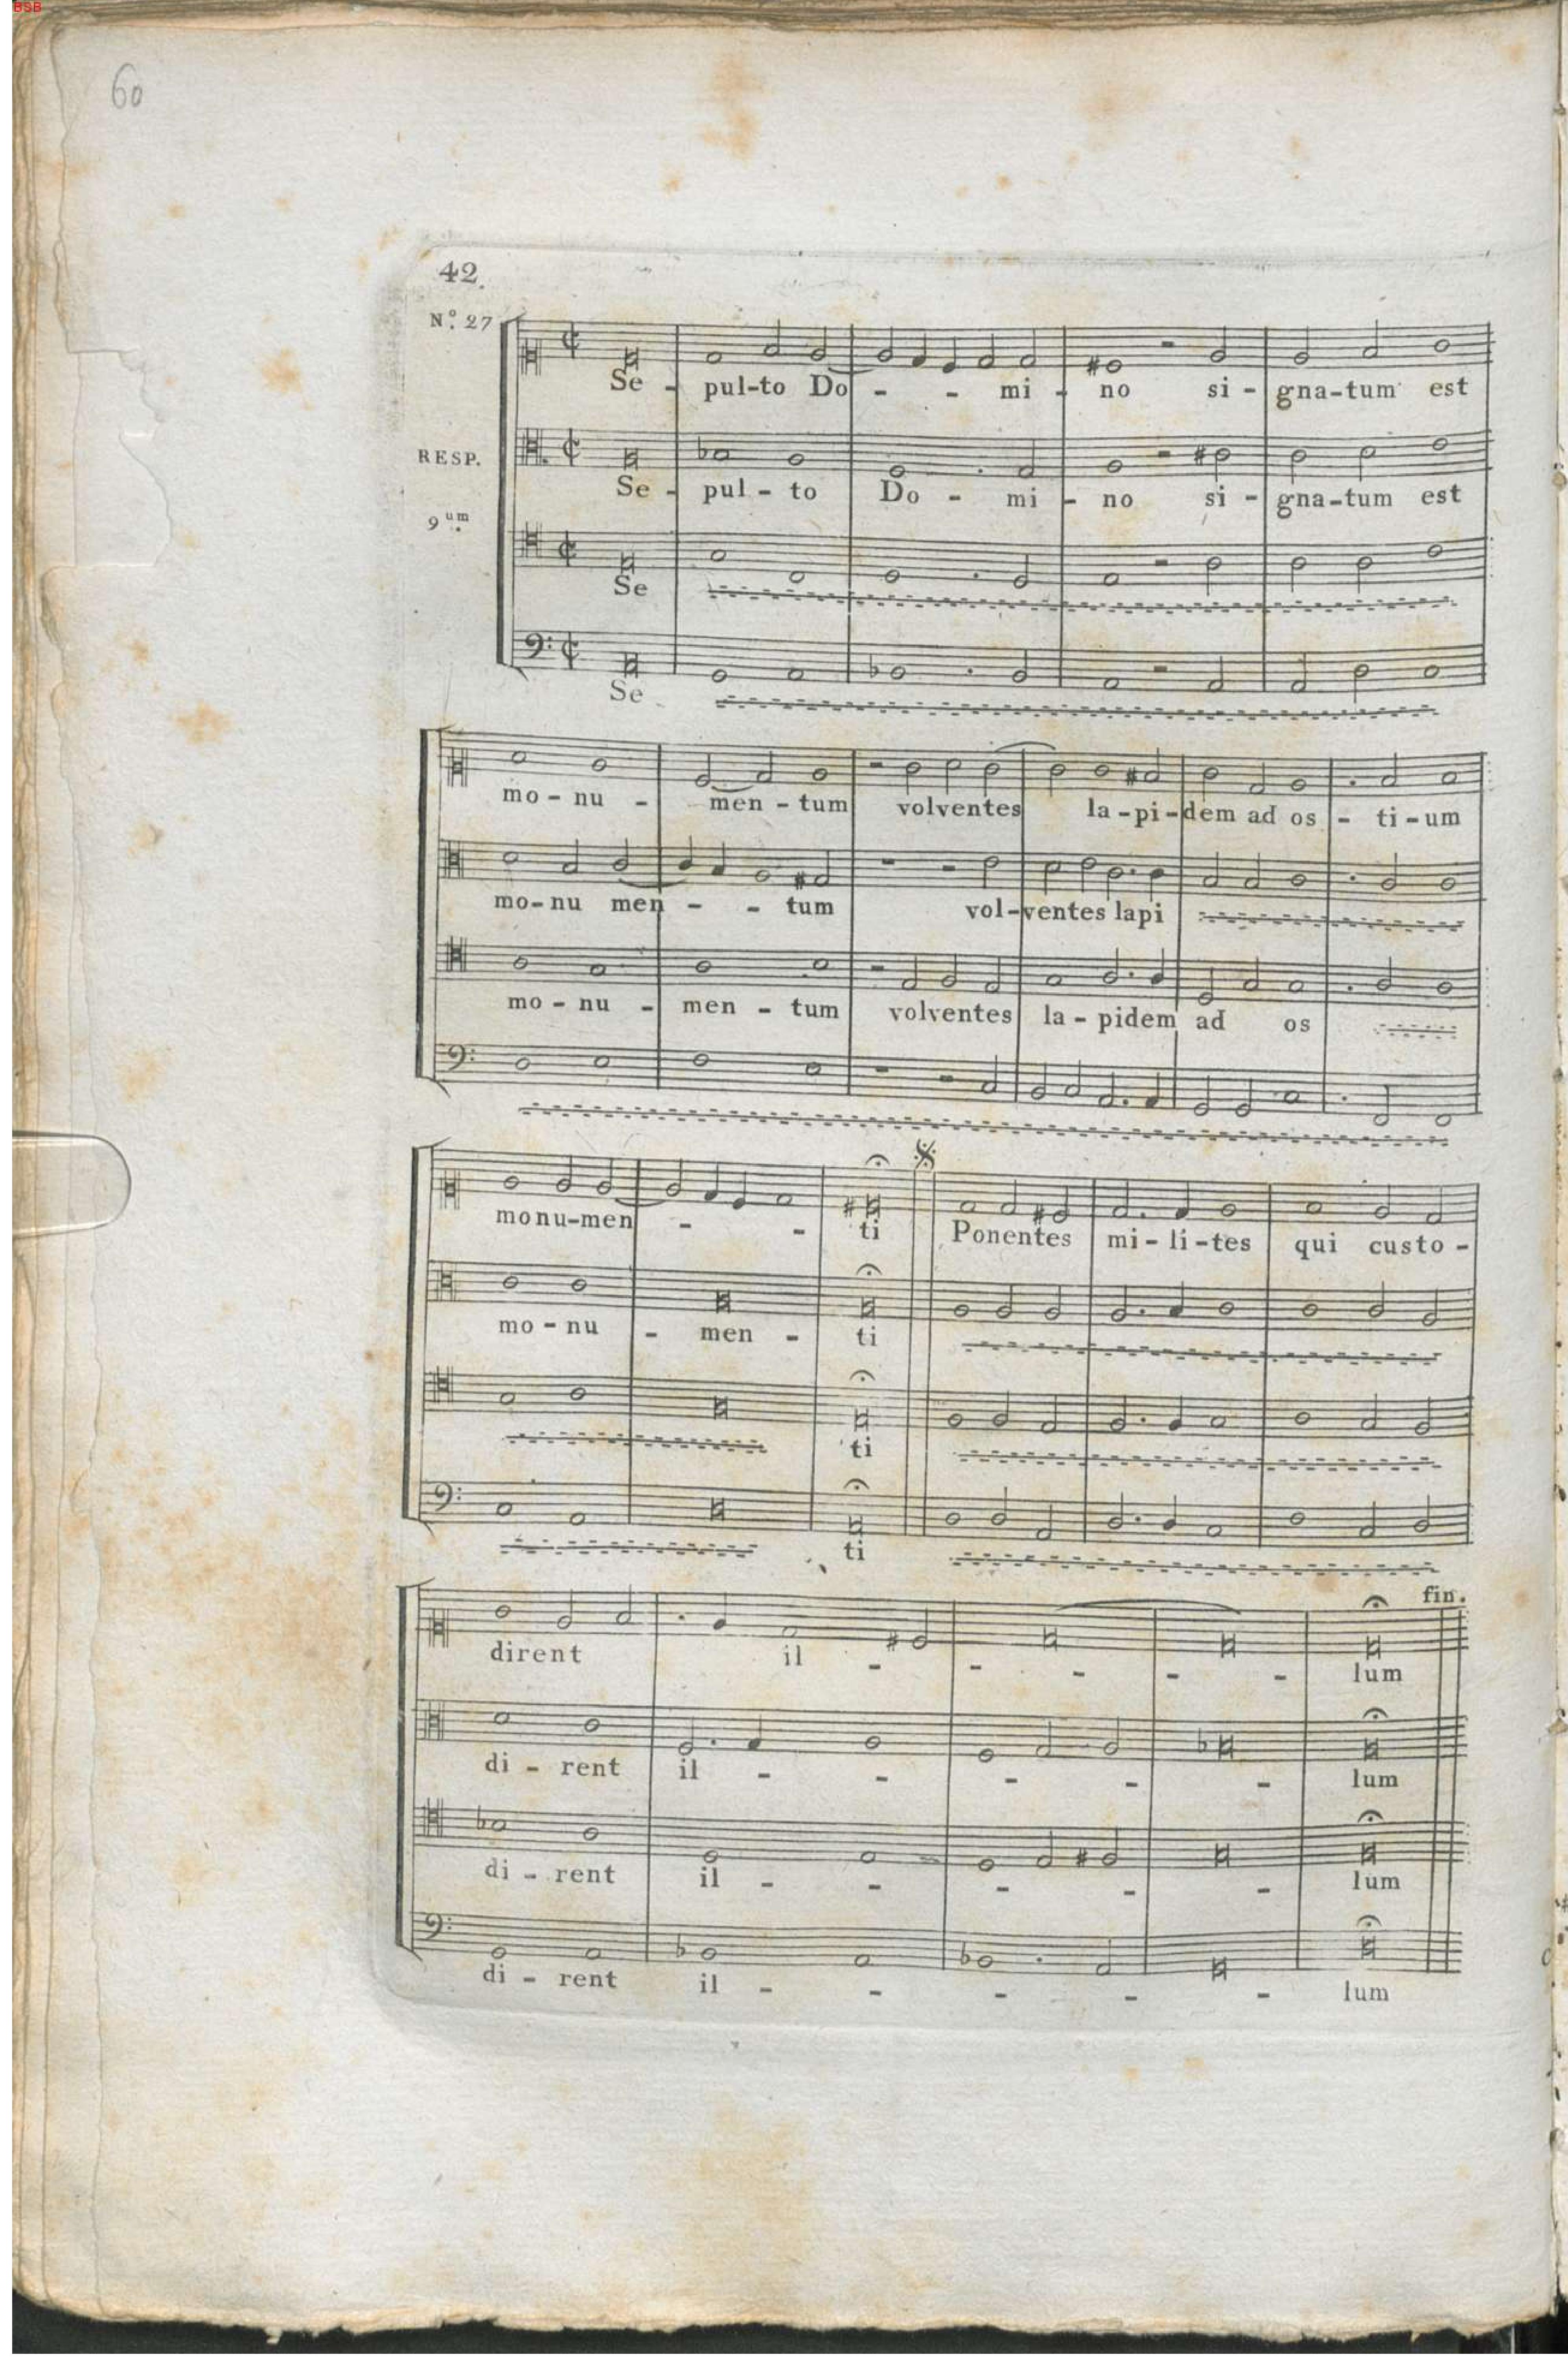 BSB
60
42.
Nº. 27
Se - pul-to Do - - mi - no si - gna-tum est
RESP.
Se - pul - to Do - mi - no si - gna-tum est
9um.
Se
Se
mo - nu - men - tum volventes la - pi - dem ad os - ti - um
mo - nu men - - tum vol - ventes lapi
mo - nu - men - tum volventes la - pidem ad os
monu-men - - ti Ponentes mi - li - tes qui custo -
mo - nu - men - ti
ti
ti
fin.
dirent il - - - - - lum
di - rent il - - - - - lum
di - rent il - - - - - lum
di - rent il - - - - - lum